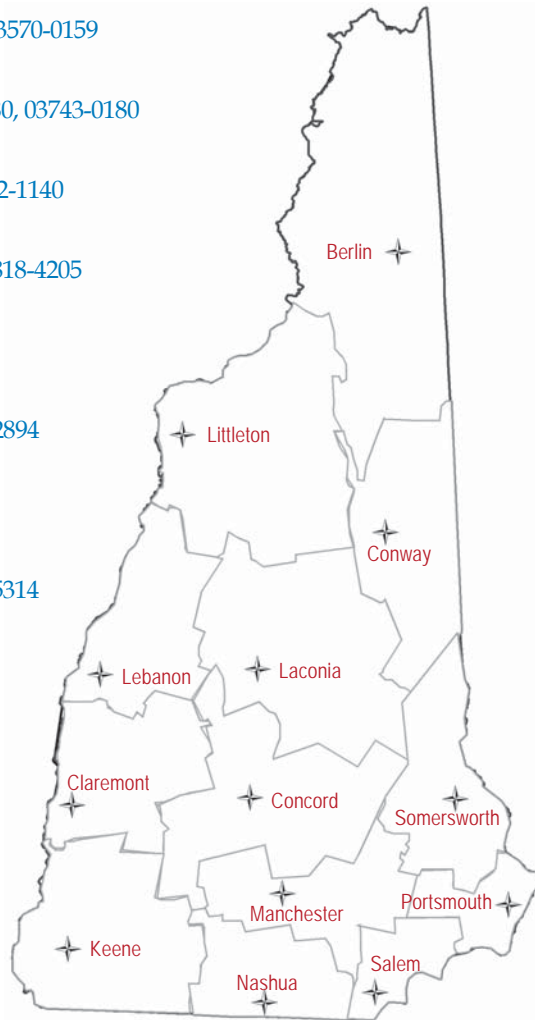 3570-0159
0, 03743-0180
2-1140
318-4205
2894
5314
Berlin
Littleton
Conway
Lebanon
Laconia
Claremont
Concord
Somersworth
Portsmouth
Manchester
Keene
Salem
Nashua